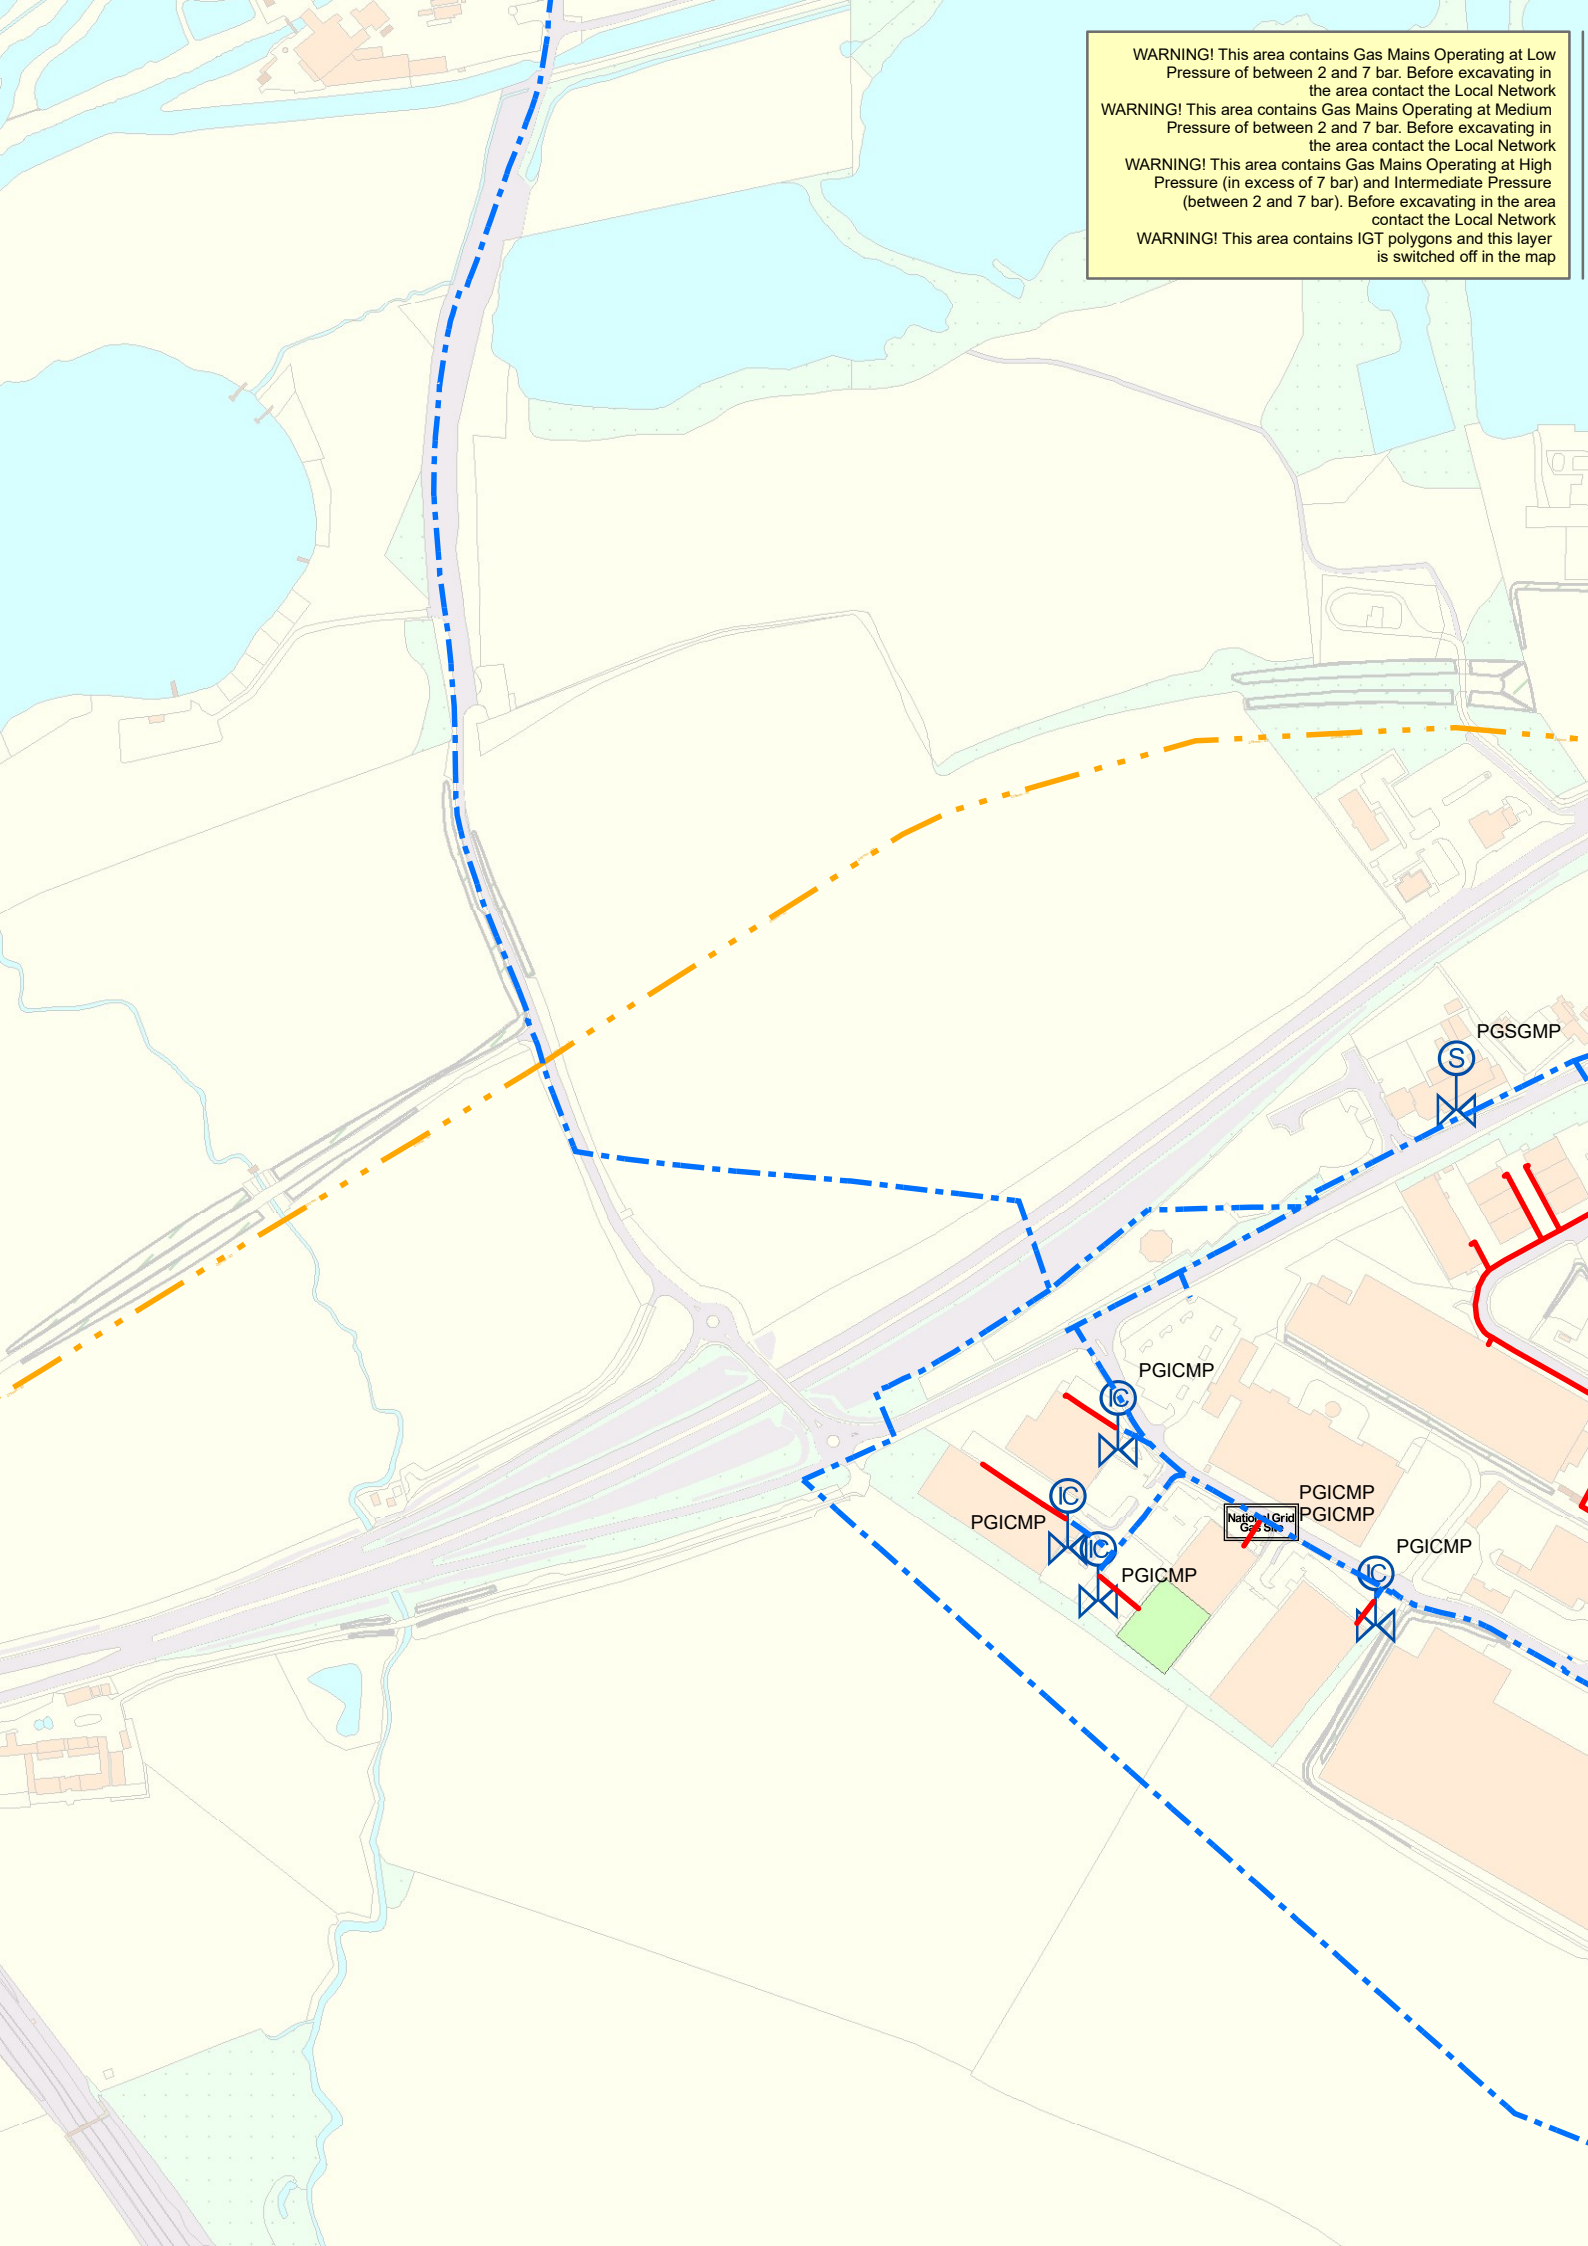 WARNING! This area contains Gas Mains Operating at Low
Pressure of between 2 and 7 bar. Before excavating in
the area contact the Local Network
WARNING! This area contains Gas Mains Operating at Medium
Pressure of between 2 and 7 bar. Before excavating in
the area contact the Local Network
WARNING! This area contains Gas Mains Operating at High
Pressure (in excess of 7 bar) and Intermediate Pressure
(between 2 and 7 bar). Before excavating in the area
contact the Local Network
WARNING! This area contains IGT polygons and this layer
is switched off in the map
PGSGMP
S
PGICMP
IC
IC
PGICMP
PGICMP
PGICMP
National Grid
Gas Site
IC
PGICMP
IC
PGICMP